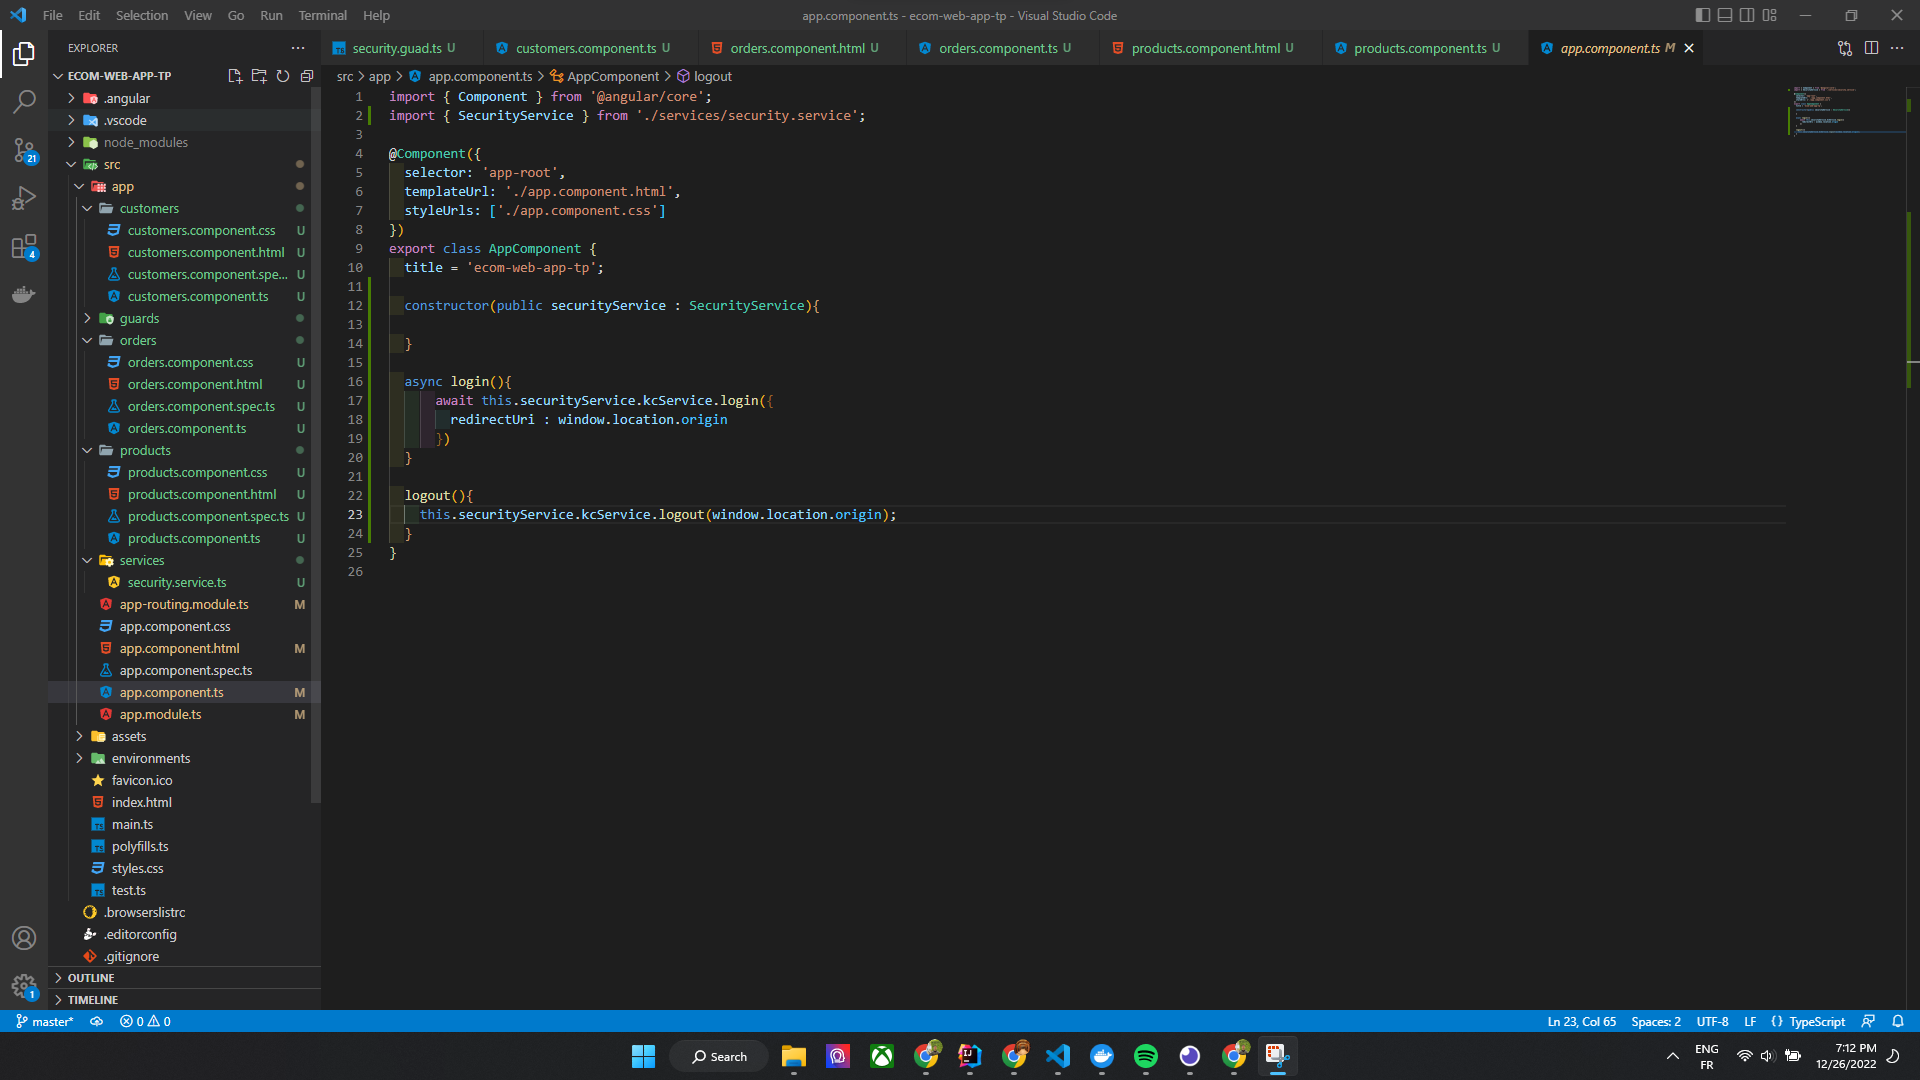 File Edit Selection View Go Run Terminal Help
app.component.ts - ecom-web-app-tp - Visual Studio Code
EXPLORER
security.guad.ts U
customers.component.ts U
orders.component.html U
orders.component.ts U
products.component.html U
products.component.ts U
app.component.ts M
ECOM-WEB-APP-TP
src > app > app.component.ts > AppComponent > logout
.angular
.vscode
node_modules
src
app
customers
customers.component.css U
customers.component.html U
customers.component.spe... U
customers.component.ts U
guards
orders
orders.component.css U
orders.component.html U
orders.component.spec.ts U
orders.component.ts U
products
products.component.css U
products.component.html U
products.component.spec.ts U
products.component.ts U
services
security.service.ts U
app-routing.module.ts M
app.component.css
app.component.html M
app.component.spec.ts
app.component.ts M
app.module.ts M
assets
environments
favicon.ico
index.html
main.ts
polyfills.ts
styles.css
test.ts
.browserslistrc
.editorconfig
.gitignore
OUTLINE
TIMELINE
21
4
1
1 import { Component } from '@angular/core';
2 import { SecurityService } from './services/security.service';
3
4 @Component({
5 selector: 'app-root',
6 templateUrl: './app.component.html',
7 styleUrls: ['./app.component.css']
8 })
9 export class AppComponent {
10 title = 'ecom-web-app-tp';
11
12 constructor(public securityService : SecurityService){
13
14 }
15
16 async login(){
17 await this.securityService.kcService.login({
18 redirectUri : window.location.origin
19 })
20 }
21
22 logout(){
23 this.securityService.kcService.logout(window.location.origin);
24 }
25 }
26
master* 0 0
Ln 23, Col 65 Spaces: 2 UTF-8 LF {} TypeScript
Search
ENG
FR
7:12 PM
12/26/2022